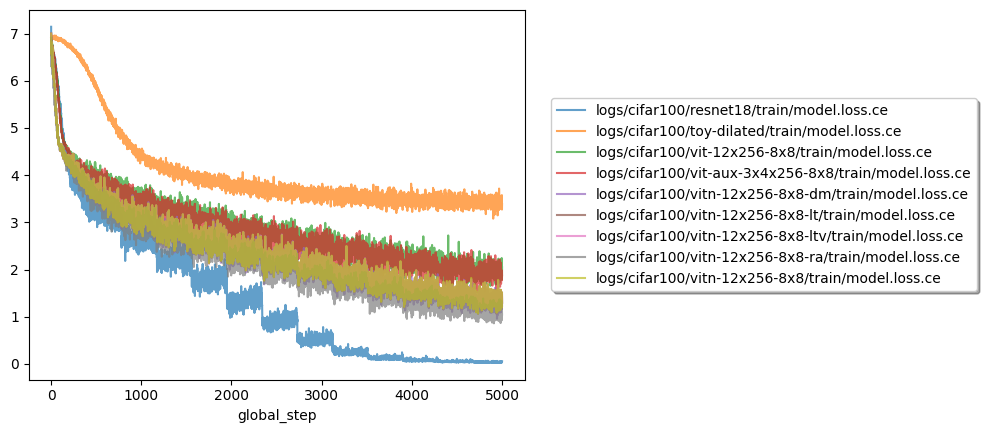 7
6
5
4
3
2
1
0
0 1000 2000 3000 4000 5000
global_step
logs/cifar100/resnet18/train/model.loss.ce
logs/cifar100/toy-dilated/train/model.loss.ce
logs/cifar100/vit-12x256-8x8/train/model.loss.ce
logs/cifar100/vit-aux-3x4x256-8x8/train/model.loss.ce
logs/cifar100/vitn-12x256-8x8-dm/train/model.loss.ce
logs/cifar100/vitn-12x256-8x8-lt/train/model.loss.ce
logs/cifar100/vitn-12x256-8x8-ltv/train/model.loss.ce
logs/cifar100/vitn-12x256-8x8-ra/train/model.loss.ce
logs/cifar100/vitn-12x256-8x8/train/model.loss.ce